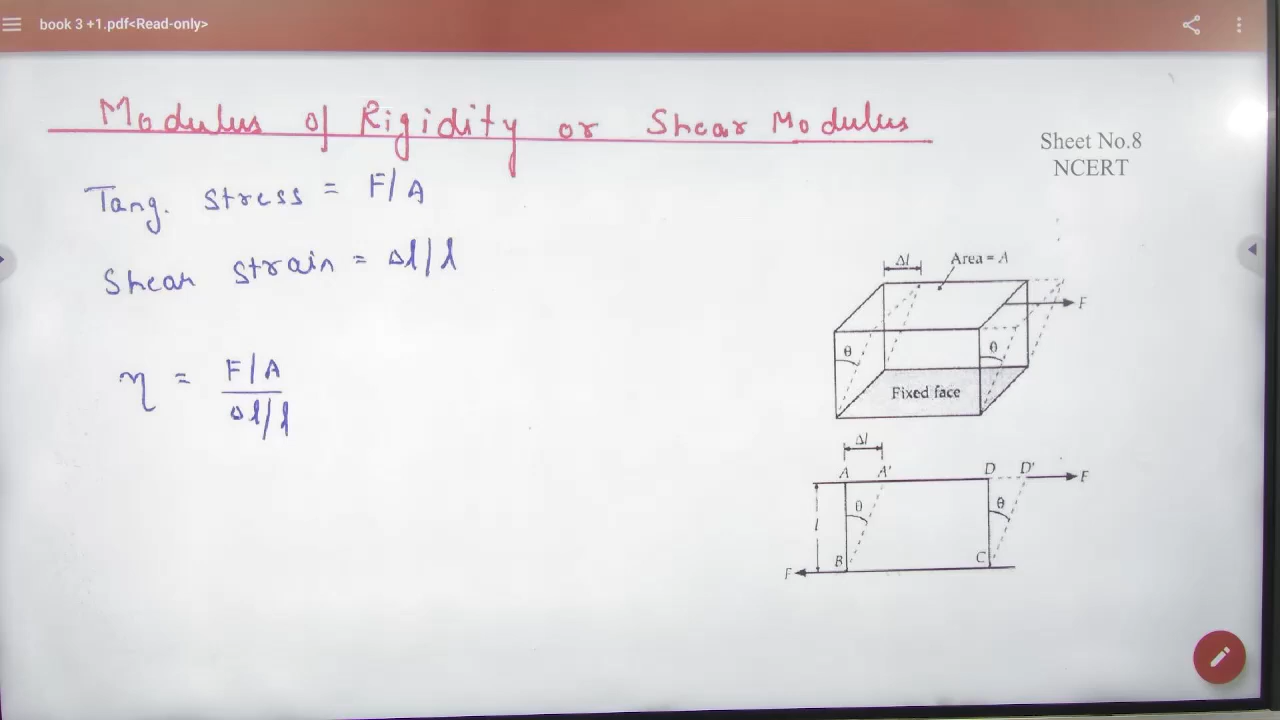 book 3 +1.pdf<Read-only>
Modulus of Rigidity or Shear Modulus
Sheet No.8
NCERT
Tang. Stress = F/A
Shear Strain = Δl/l
η = F/A
Δl/l
Δl Area = A
F
θ θ
Fixed face
Δl
A A' D D' F
θ θ
l
B C
F